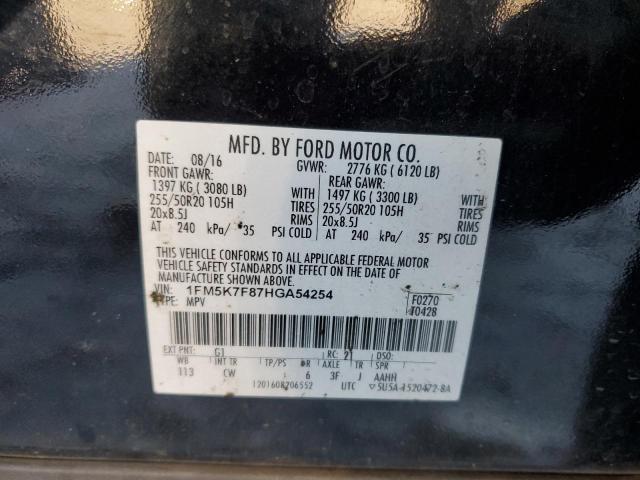 MFD. BY FORD MOTOR CO.
DATE: 08/16 GVWR: 2776 KG ( 6120 LB)
FRONT GAWR: REAR GAWR:
1397 KG ( 3080 LB) WITH 1497 KG ( 3300 LB) WITH
255/50R20 105H TIRES 255/50R20 105H TIRES
20x8.5J RIMS 20x8.5J RIMS
AT 240 kPa/ 35 PSI COLD AT 240 kPa/ 35 PSI COLD
THIS VEHICLE CONFORMS TO ALL APPLICABLE FEDERAL MOTOR
VEHICLE SAFETY STANDARDS IN EFFECT ON THE DATE OF
MANUFACTURE SHOWN ABOVE.
VIN: 1FM5K7F87HGA54254 F0270
TYPE: MPV T0428
EXT PNT: G1 RC: 21 DSO:
WB INT TR TP/PS R AXLE TR SPR
113 CW 6 3F J AAHH
UTC